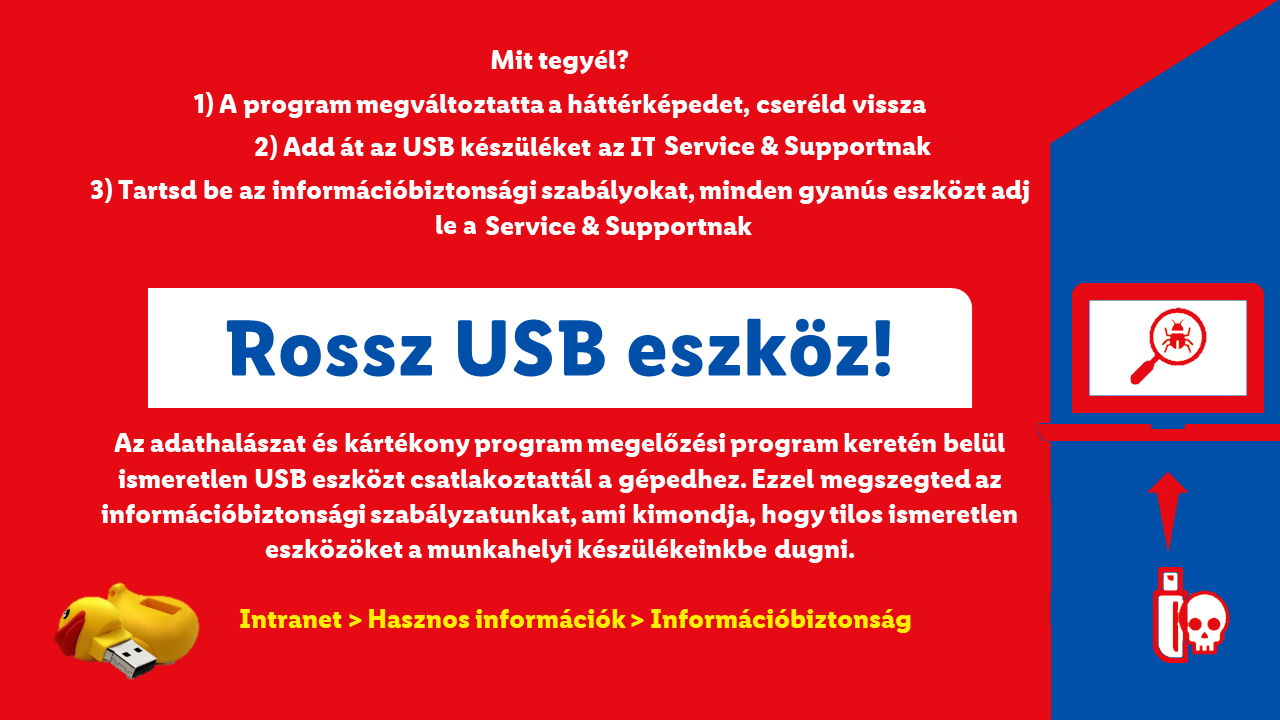 Mit tegyél?
1) A program megváltoztatta a háttérképedet, cseréld vissza
2) Add át az USB készüléket az IT Service & Supportnak
3) Tartsd be az információbiztonsági szabályokat, minden gyanús eszközt adj
le a Service & Supportnak
Rossz USB eszköz!
Az adathalászat és kártékony program megelőzési program keretén belül
ismeretlen USB eszközt csatlakoztattál a gépedhez. Ezzel megszegted az
információbiztonsági szabályzatunkat, ami kimondja, hogy tilos ismeretlen
eszközöket a munkahelyi készülékeinkbe dugni.
Intranet > Hasznos információk > Információbiztonság